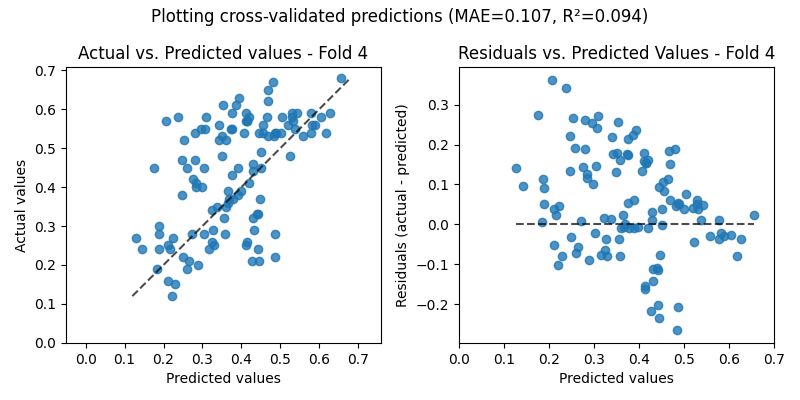 Plotting cross-validated predictions (MAE=0.107, R²=0.094)
Actual vs. Predicted values - Fold 4
Residuals vs. Predicted Values - Fold 4
Actual values
0.7
0.6
0.5
0.4
0.3
0.2
0.1
0.0
0.0 0.1 0.2 0.3 0.4 0.5 0.6 0.7
Predicted values
Residuals (actual - predicted)
0.3
0.2
0.1
0.0
−0.1
−0.2
0.0 0.1 0.2 0.3 0.4 0.5 0.6 0.7
Predicted values